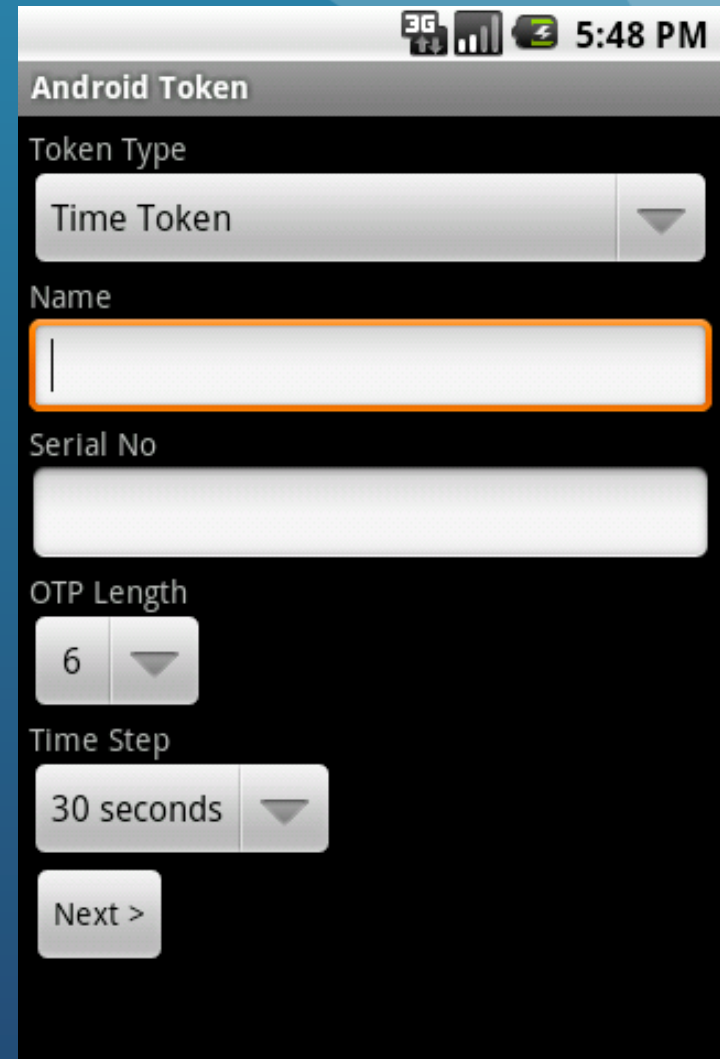 3G 5:48 PM
Android Token
Token Type
Time Token
Name
Serial No
OTP Length
6
Time Step
30 seconds
Next >